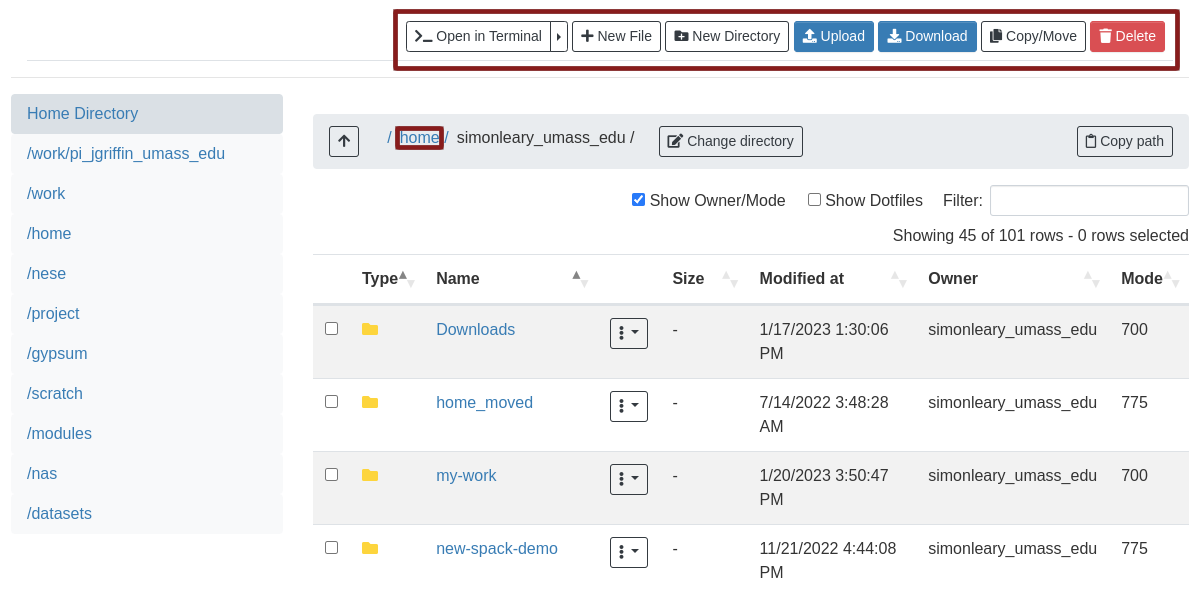 Open in Terminal New File New Directory Upload Download Copy/Move Delete
Home Directory
/work/pi_jgriffin_umass_edu
/work
/home
/nese
/project
/gypsum
/scratch
/modules
/nas
/datasets
/ home / simonleary_umass_edu / Change directory Copy path
Show Owner/Mode Show Dotfiles Filter:
Showing 45 of 101 rows - 0 rows selected
Type Name Size Modified at Owner Mode
Downloads - 1/17/2023 1:30:06 PM simonleary_umass_edu 700
home_moved - 7/14/2022 3:48:28 AM simonleary_umass_edu 775
my-work - 1/20/2023 3:50:47 PM simonleary_umass_edu 700
new-spack-demo - 11/21/2022 4:44:08 PM simonleary_umass_edu 775